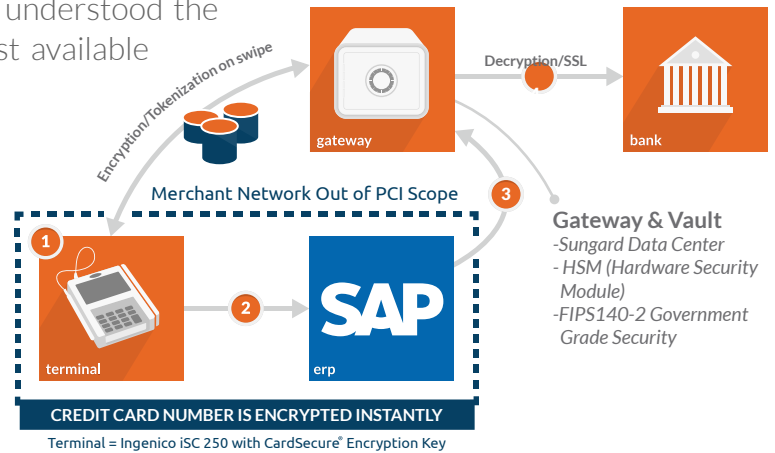 understood the
st available
Encryption/Tokenization on swipe
gateway
Decryption/SSL
bank
Merchant Network Out of PCI Scope
1
terminal
2
SAP
erp
3
Gateway & Vault
-Sungard Data Center
- HSM (Hardware Security
Module)
-FIPS140-2 Government
Grade Security
CREDIT CARD NUMBER IS ENCRYPTED INSTANTLY
Terminal = Ingenico iSC 250 with CardSecure® Encryption Key